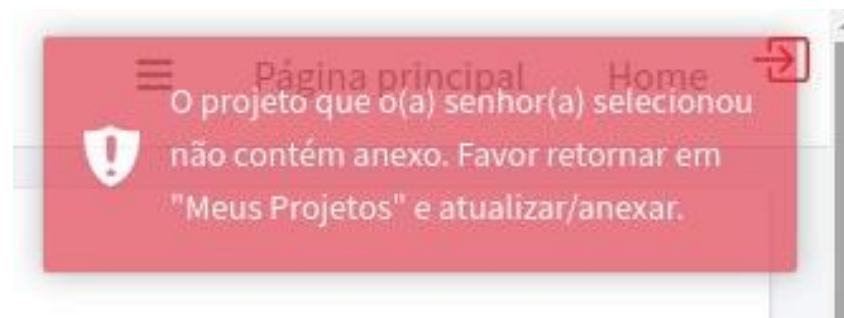 Página principal Home
O projeto que o(a) senhor(a) selecionou
não contém anexo. Favor retornar em
"Meus Projetos" e atualizar/anexar.